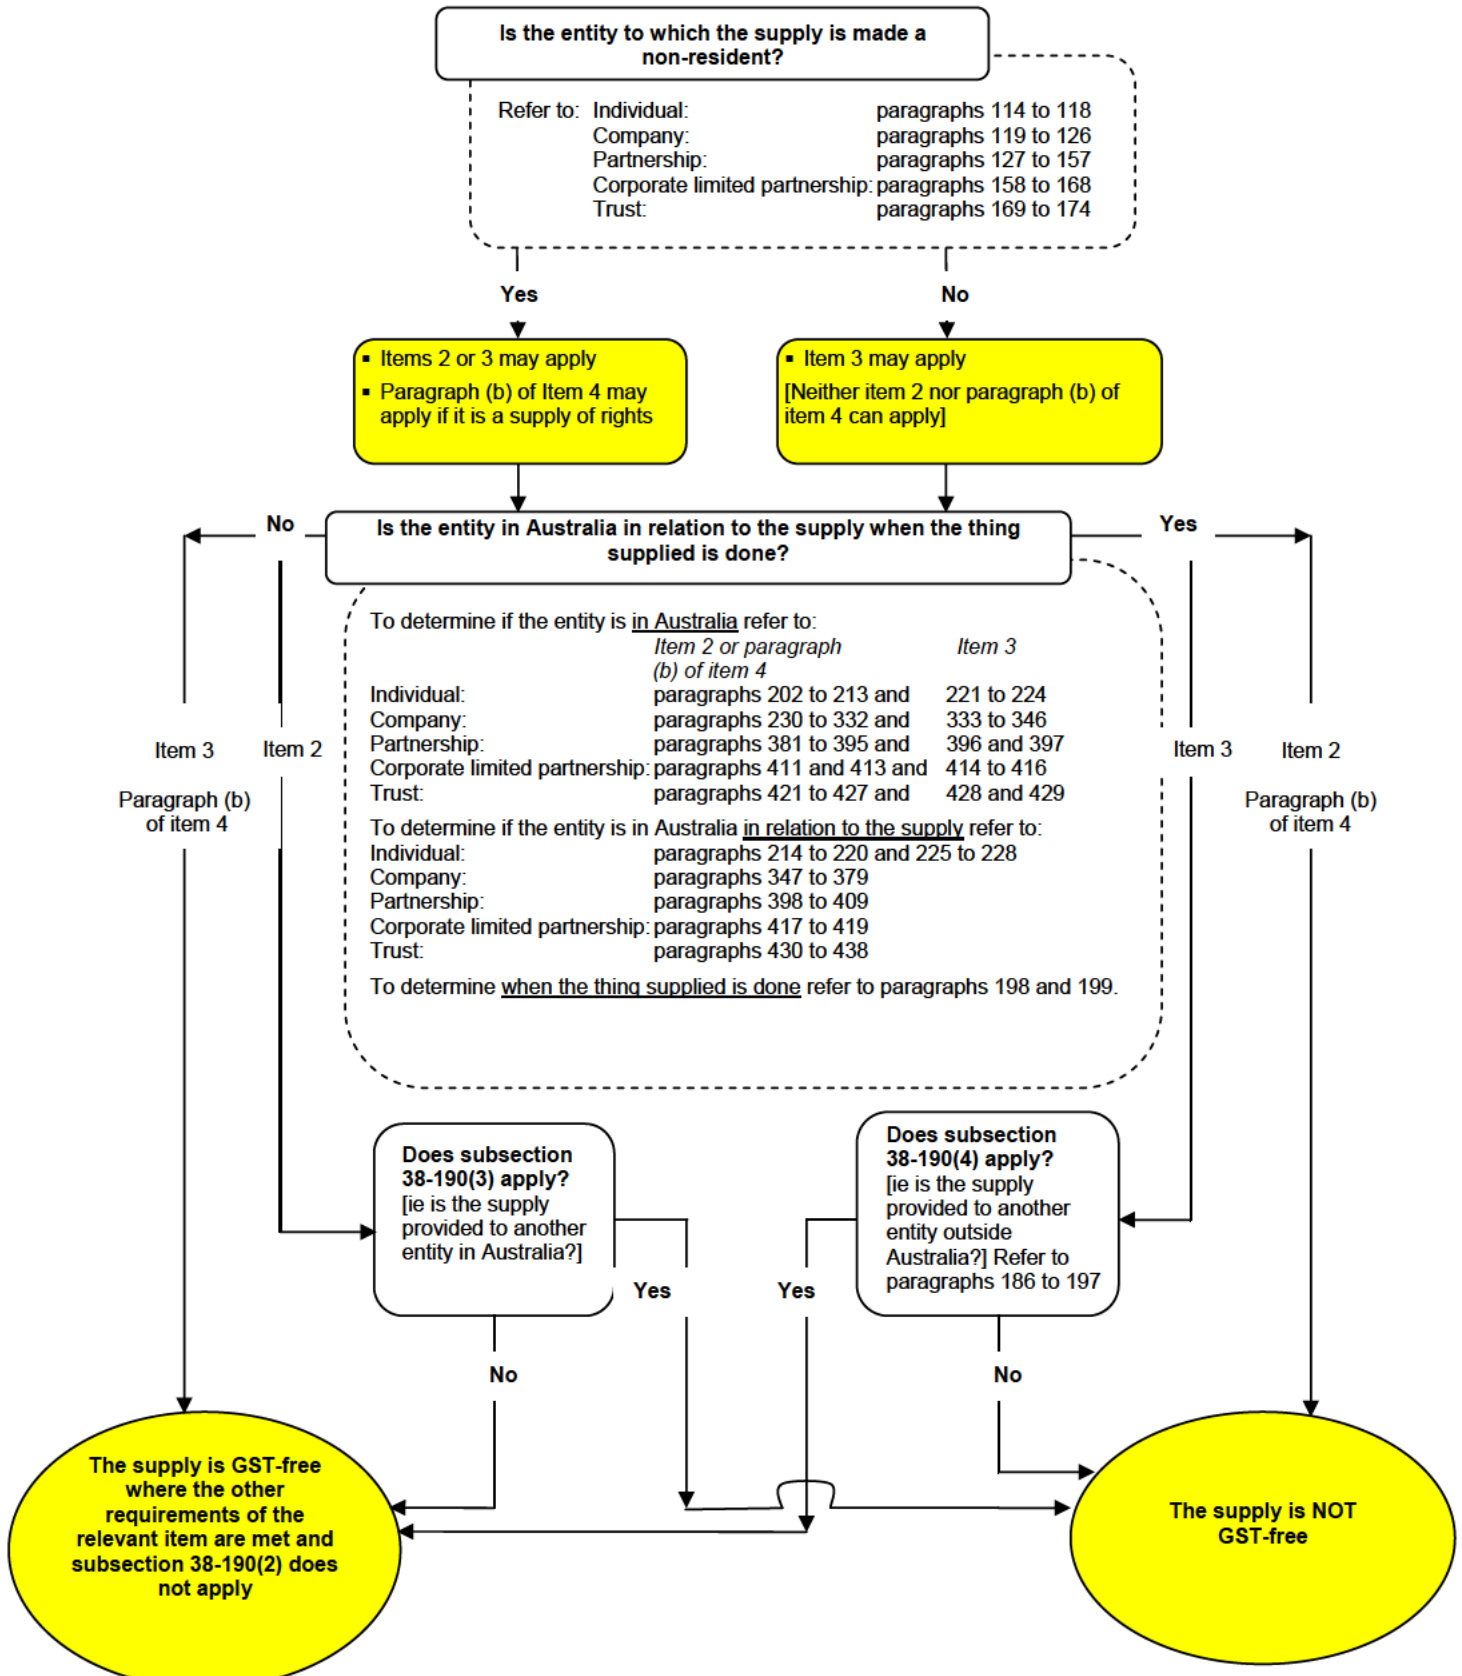 Is the entity to which the supply is made a
non-resident?
Refer to: Individual: paragraphs 114 to 118
Company: paragraphs 119 to 126
Partnership: paragraphs 127 to 157
Corporate limited partnership: paragraphs 158 to 168
Trust: paragraphs 169 to 174
Yes
No
▪ Items 2 or 3 may apply
▪ Paragraph (b) of Item 4 may
apply if it is a supply of rights
▪ Item 3 may apply
[Neither item 2 nor paragraph (b) of
item 4 can apply]
No
Is the entity in Australia in relation to the supply when the thing
supplied is done?
Yes
To determine if the entity is in Australia refer to:
Item 2 or paragraph Item 3
(b) of item 4
Individual: paragraphs 202 to 213 and 221 to 224
Company: paragraphs 230 to 332 and 333 to 346
Partnership: paragraphs 381 to 395 and 396 and 397
Corporate limited partnership: paragraphs 411 and 413 and 414 to 416
Trust: paragraphs 421 to 427 and 428 and 429
To determine if the entity is in Australia in relation to the supply refer to:
Individual: paragraphs 214 to 220 and 225 to 228
Company: paragraphs 347 to 379
Partnership: paragraphs 398 to 409
Corporate limited partnership: paragraphs 417 to 419
Trust: paragraphs 430 to 438
To determine when the thing supplied is done refer to paragraphs 198 and 199.
Item 3
Paragraph (b)
of item 4
Item 2
Item 3
Item 2
Paragraph (b)
of item 4
Does subsection
38-190(3) apply?
[ie is the supply
provided to another
entity in Australia?]
Does subsection
38-190(4) apply?
[ie is the supply
provided to another
entity outside
Australia?] Refer to
paragraphs 186 to 197
Yes
Yes
No
No
The supply is GST-free
where the other
requirements of the
relevant item are met and
subsection 38-190(2) does
not apply
The supply is NOT
GST-free